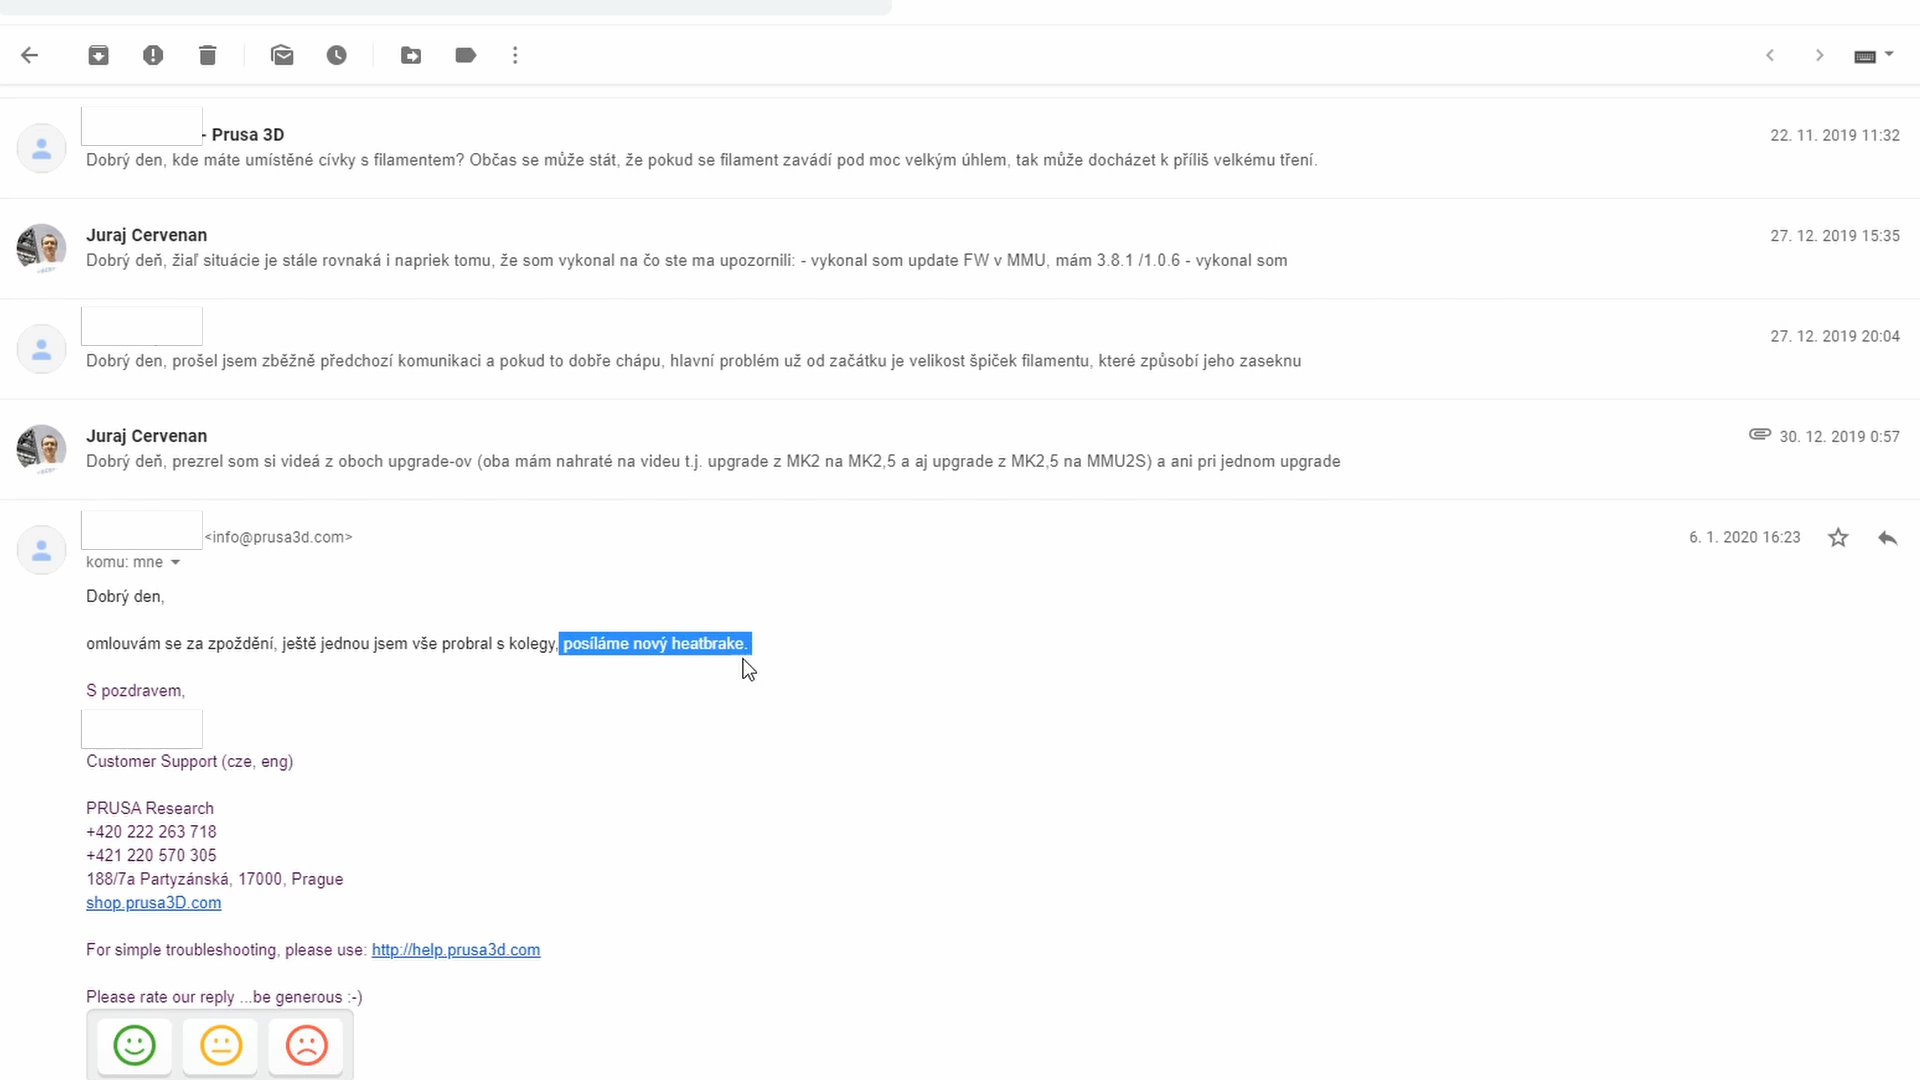 - Prusa 3D
22. 11. 2019 11:32
Dobrý den, kde máte umístěné cívky s filamentem? Občas se může stát, že pokud se filament zavádí pod moc velkým úhlem, tak může docházet k příliš velkému tření.
Juraj Cervenan
27. 12. 2019 15:35
Dobrý deň, žiaľ situácie je stále rovnaká i napriek tomu, že som vykonal na čo ste ma upozornili: - vykonal som update FW v MMU, mám 3.8.1 /1.0.6 - vykonal som
27. 12. 2019 20:04
Dobrý den, prošel jsem zběžně předchozí komunikaci a pokud to dobře chápu, hlavní problém už od začátku je velikost špiček filamentu, které způsobí jeho zaseknu
Juraj Cervenan
30. 12. 2019 0:57
Dobrý deň, prezrel som si videá z oboch upgrade-ov (oba mám nahraté na videu t.j. upgrade z MK2 na MK2,5 a aj upgrade z MK2,5 na MMU2S) a ani pri jednom upgrade
<info@prusa3d.com>
6. 1. 2020 16:23
komu: mne
Dobrý den,
omlouvám se za zpoždění, ještě jednou jsem vše probral s kolegy, posíláme nový heatbrake.
S pozdravem,
Customer Support (cze, eng)
PRUSA Research
+420 222 263 718
+421 220 570 305
188/7a Partyzánská, 17000, Prague
shop.prusa3D.com
For simple troubleshooting, please use: http://help.prusa3d.com
Please rate our reply ...be generous :-)